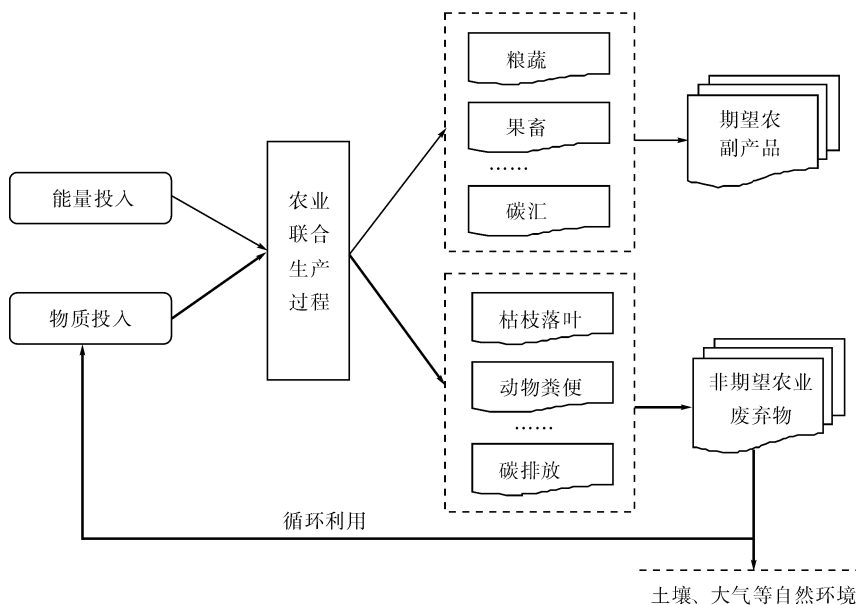 能量投入
物质投入
农业
联合
生产
过程
粮蔬
果畜
……
碳汇
期望农
副产品
枯枝落叶
动物粪便
……
碳排放
非期望农业
废弃物
循环利用
土壤、大气等自然环境